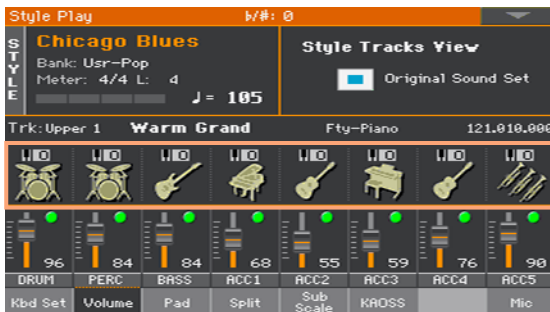 Style Play ♭/#: 0
STYLE
Chicago Blues
Bank: Usr-Pop
Meter: 4/4 L: 4
♩= 105
Style Tracks View
Original Sound Set
Trk: Upper 1 Warm Grand Fty-Piano 121.010.000
96 84 84 68 55 59 76 90
DRUM PERC BASS ACC1 ACC2 ACC3 ACC4 ACC5
Kbd Set Volume Pad Split Sub Scale KAOSS Mic